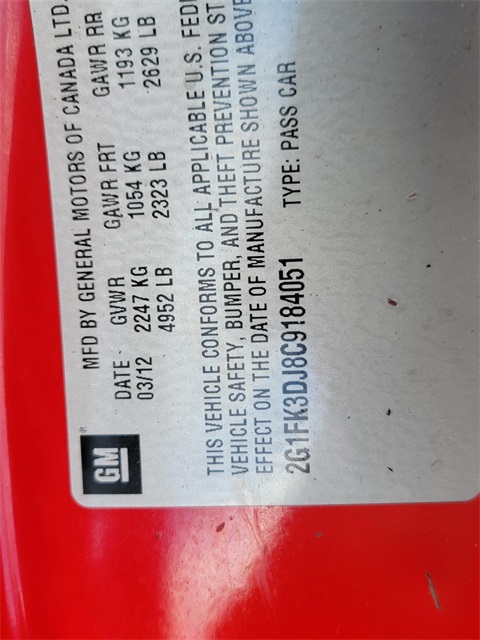 MFD BY GENERAL MOTORS OF CANADA LTD.
DATE GVWR GAWR FRT GAWR RR
03/12 2247 KG 1054 KG 1193 KG
4952 LB 2323 LB 2629 LB
GM
THIS VEHICLE CONFORMS TO ALL APPLICABLE U.S.
VEHICLE SAFETY, BUMPER, AND THEFT PREVENTION
EFFECT ON THE DATE OF MANUFACTURE SHOWN ABOVE
2G1FK3DJ8C9184051 TYPE: PASS CAR